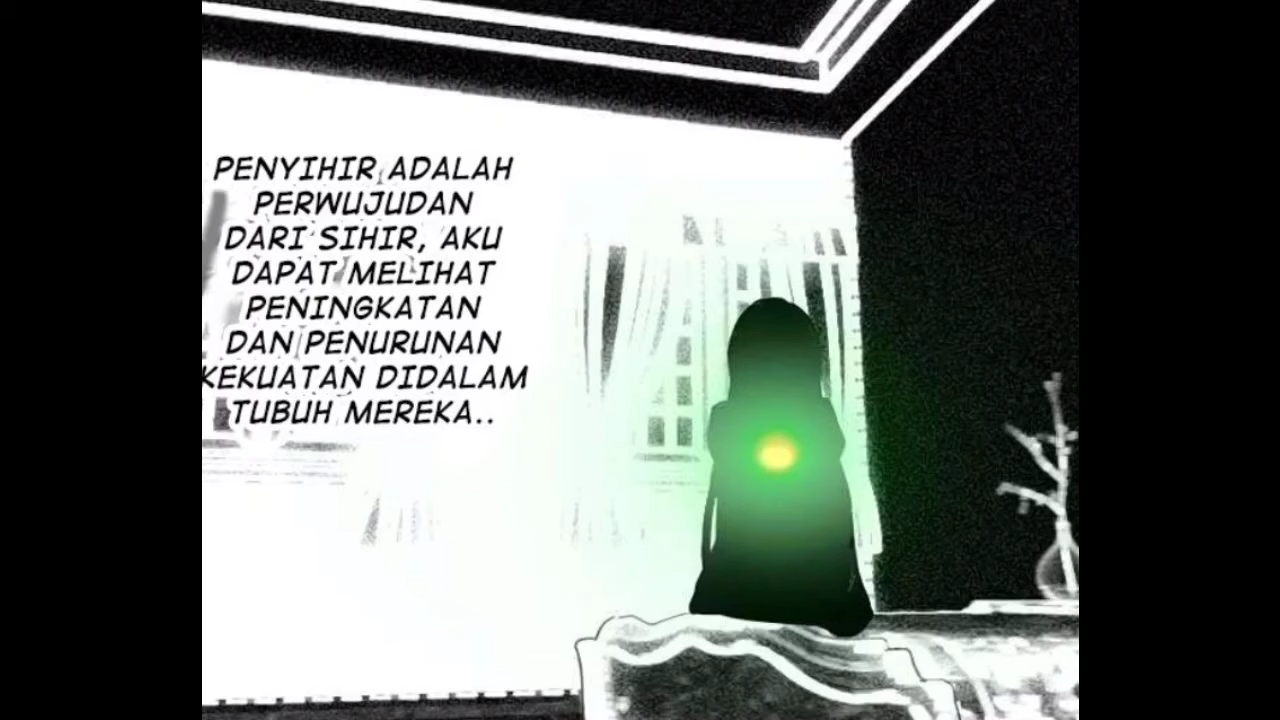 PENYIHIR ADALAH
PERWUJUDAN
DARI SIHIR, AKU
DAPAT MELIHAT
PENINGKATAN
DAN PENURUNAN
KEKUATAN DIDALAM
TUBUH MEREKA..